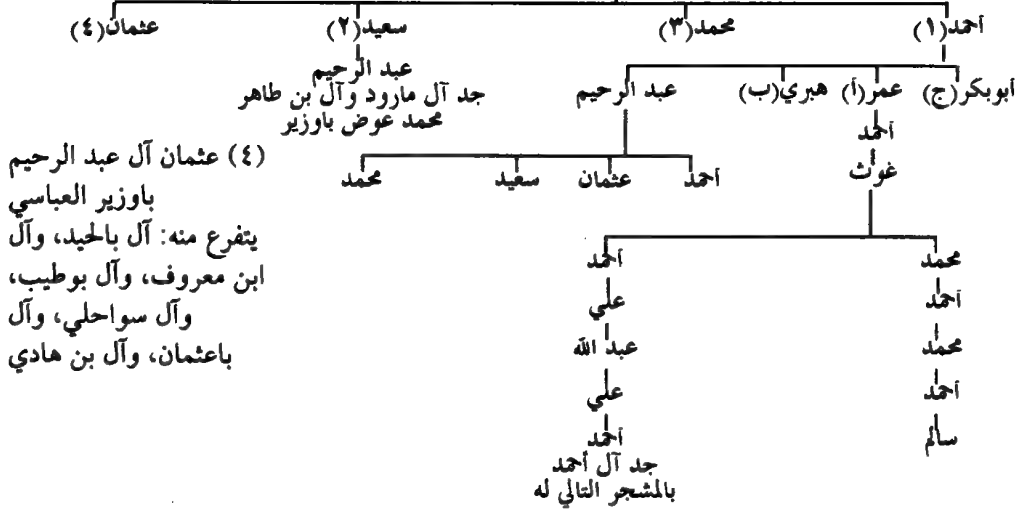 أحمد(١) محمد(٣) سعيد(٢) عثمان(٤)
عبد الرحيم
جد آل مارود وآل بن طاهر
محمد عوض باوزير
أبوبكر(ج) عمر(أ) هبري(ب) عبد الرحيم
أحمد
غوث
أحمد عثمان سعيد محمد
(٤) عثمان آل عبد الرحيم
باوزير العباسي
يتفرع منه: آل بالحيد، وآل
ابن معروف، وآل بوطيب،
وآل سواحلي، وآل
باعثمان، وآل بن هادي
محمد أحمد
أحمد علي
محمد عبد الله
أحمد علي
سالم أحمد
جد آل أحمد
بالمشجر التالي له